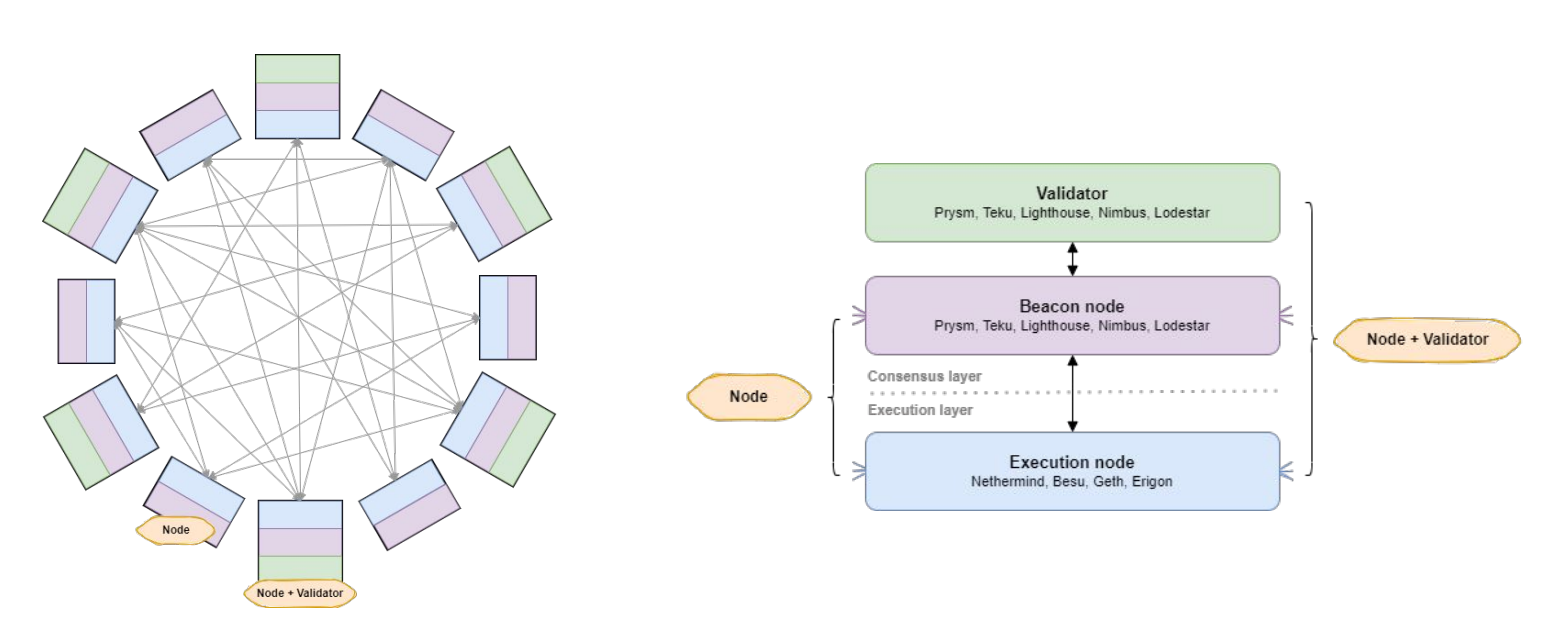 Node
Node + Validator
Validator
Prysm, Teku, Lighthouse, Nimbus, Lodestar
Beacon node
Prysm, Teku, Lighthouse, Nimbus, Lodestar
Node + Validator
Consensus layer
Node
Execution layer
Execution node
Nethermind, Besu, Geth, Erigon